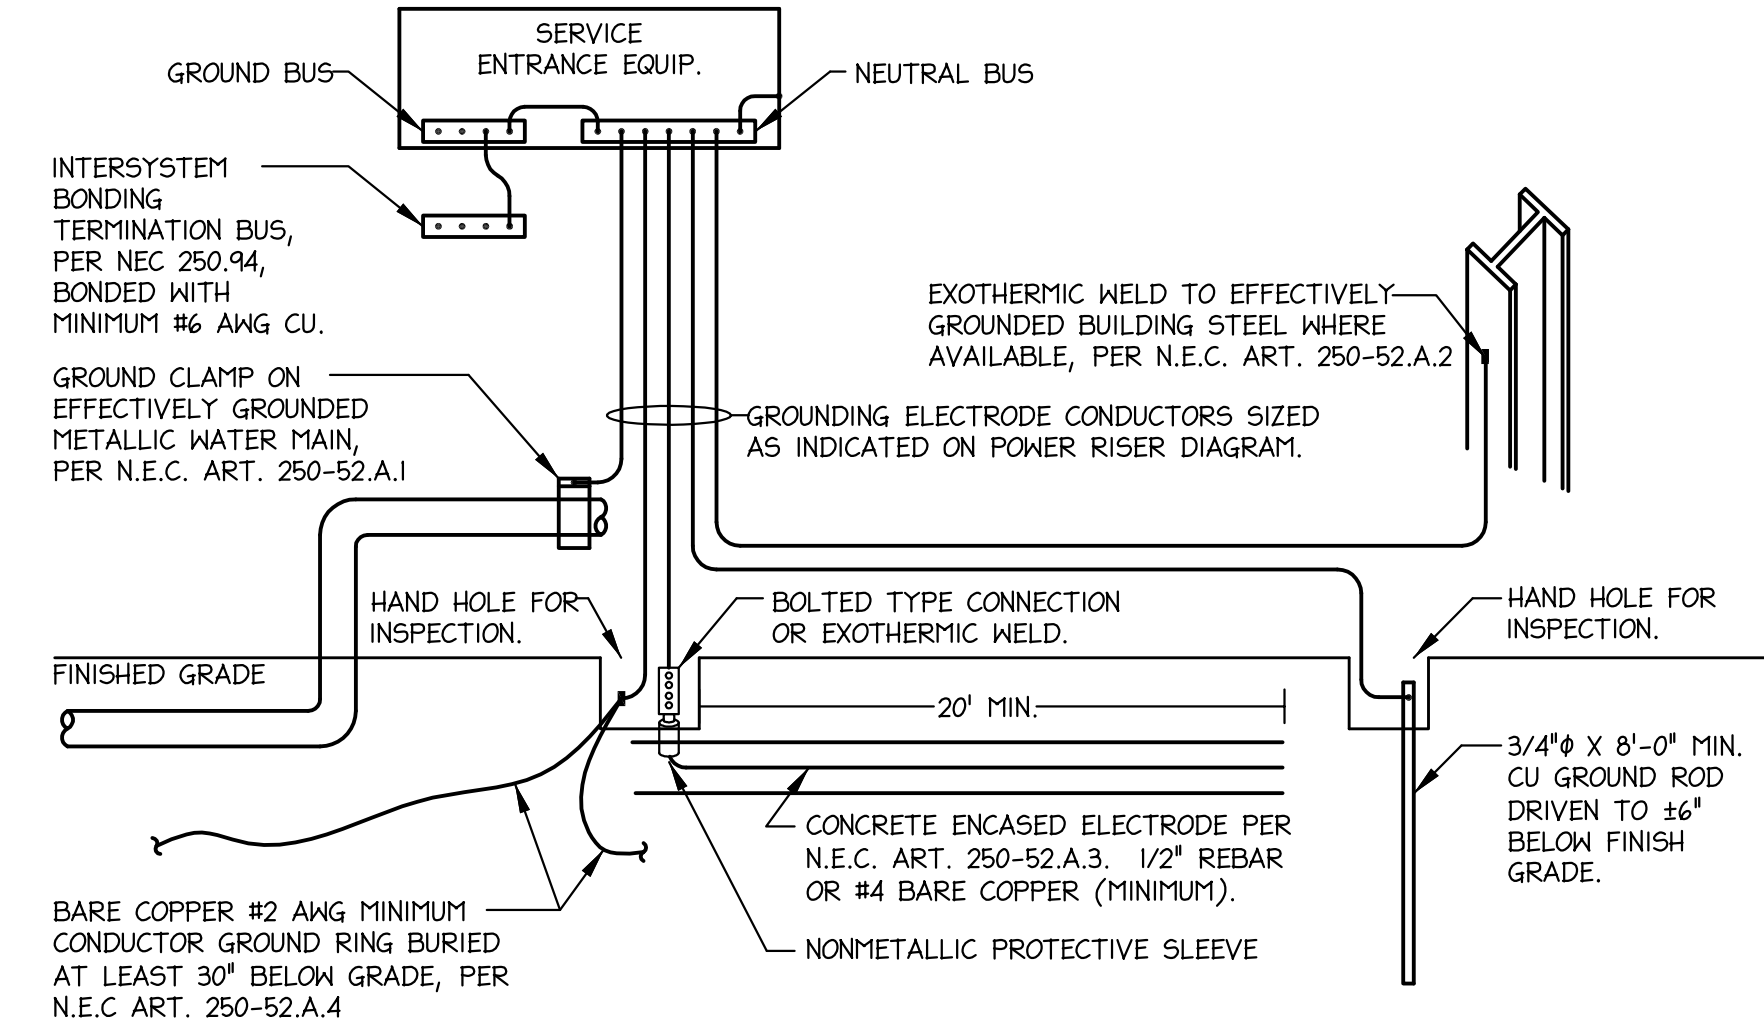 SERVICE
ENTRANCE EQUIP.
GROUND BUS
NEUTRAL BUS
INTERSYSTEM
BONDING
TERMINATION BUS,
PER NEC 250.94,
BONDED WITH
MINIMUM #6 AWG CU.
EXOTHERMIC WELD TO EFFECTIVELY
GROUNDED BUILDING STEEL WHERE
AVAILABLE, PER N.E.C. ART. 250-52.A.2
GROUND CLAMP ON
EFFECTIVELY GROUNDED
METALLIC WATER MAIN,
PER N.E.C. ART. 250-52.A.1
GROUNDING ELECTRODE CONDUCTORS SIZED
AS INDICATED ON POWER RISER DIAGRAM.
HAND HOLE FOR
INSPECTION.
BOLTED TYPE CONNECTION
OR EXOTHERMIC WELD.
HAND HOLE FOR
INSPECTION.
FINISHED GRADE
20' MIN.
3/4"ϕ X 8'-0" MIN.
CU GROUND ROD
DRIVEN TO ±6"
BELOW FINISH
GRADE.
CONCRETE ENCASED ELECTRODE PER
N.E.C. ART. 250-52.A.3. 1/2" REBAR
OR #4 BARE COPPER (MINIMUM).
NONMETALLIC PROTECTIVE SLEEVE
BARE COPPER #2 AWG MINIMUM
CONDUCTOR GROUND RING BURIED
AT LEAST 30" BELOW GRADE, PER
N.E.C ART. 250-52.A.4